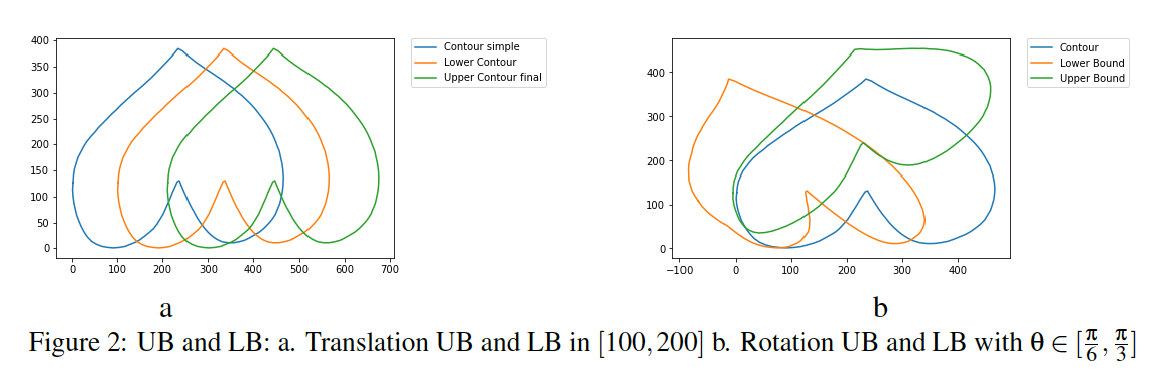 400
350
300
250
200
150
100
50
0
0 100 200 300 400 500 600 700
Contour simple
Lower Contour
Upper Contour final
400
300
200
100
0
−100 0 100 200 300 400
Contour
Lower Bound
Upper Bound
a
b
Figure 2: UB and LB: a. Translation UB and LB in [100,200] b. Rotation UB and LB with θ ∈ [π/6, π/3]